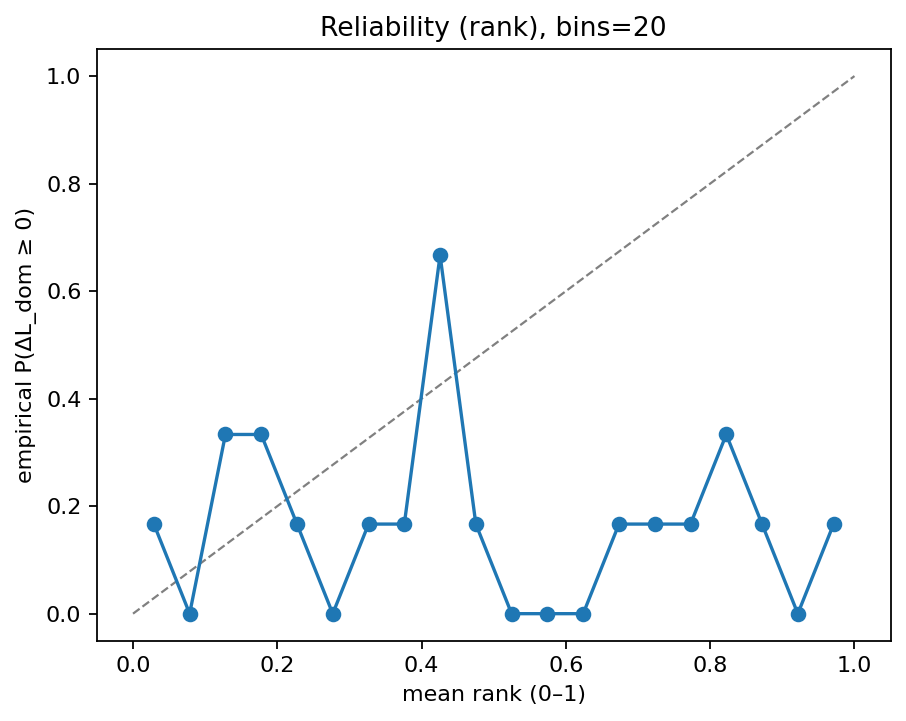 Reliability (rank), bins=20
empirical P(ΔL_dom ≥ 0)
1.0
0.8
0.6
0.4
0.2
0.0
0.0 0.2 0.4 0.6 0.8 1.0
mean rank (0–1)